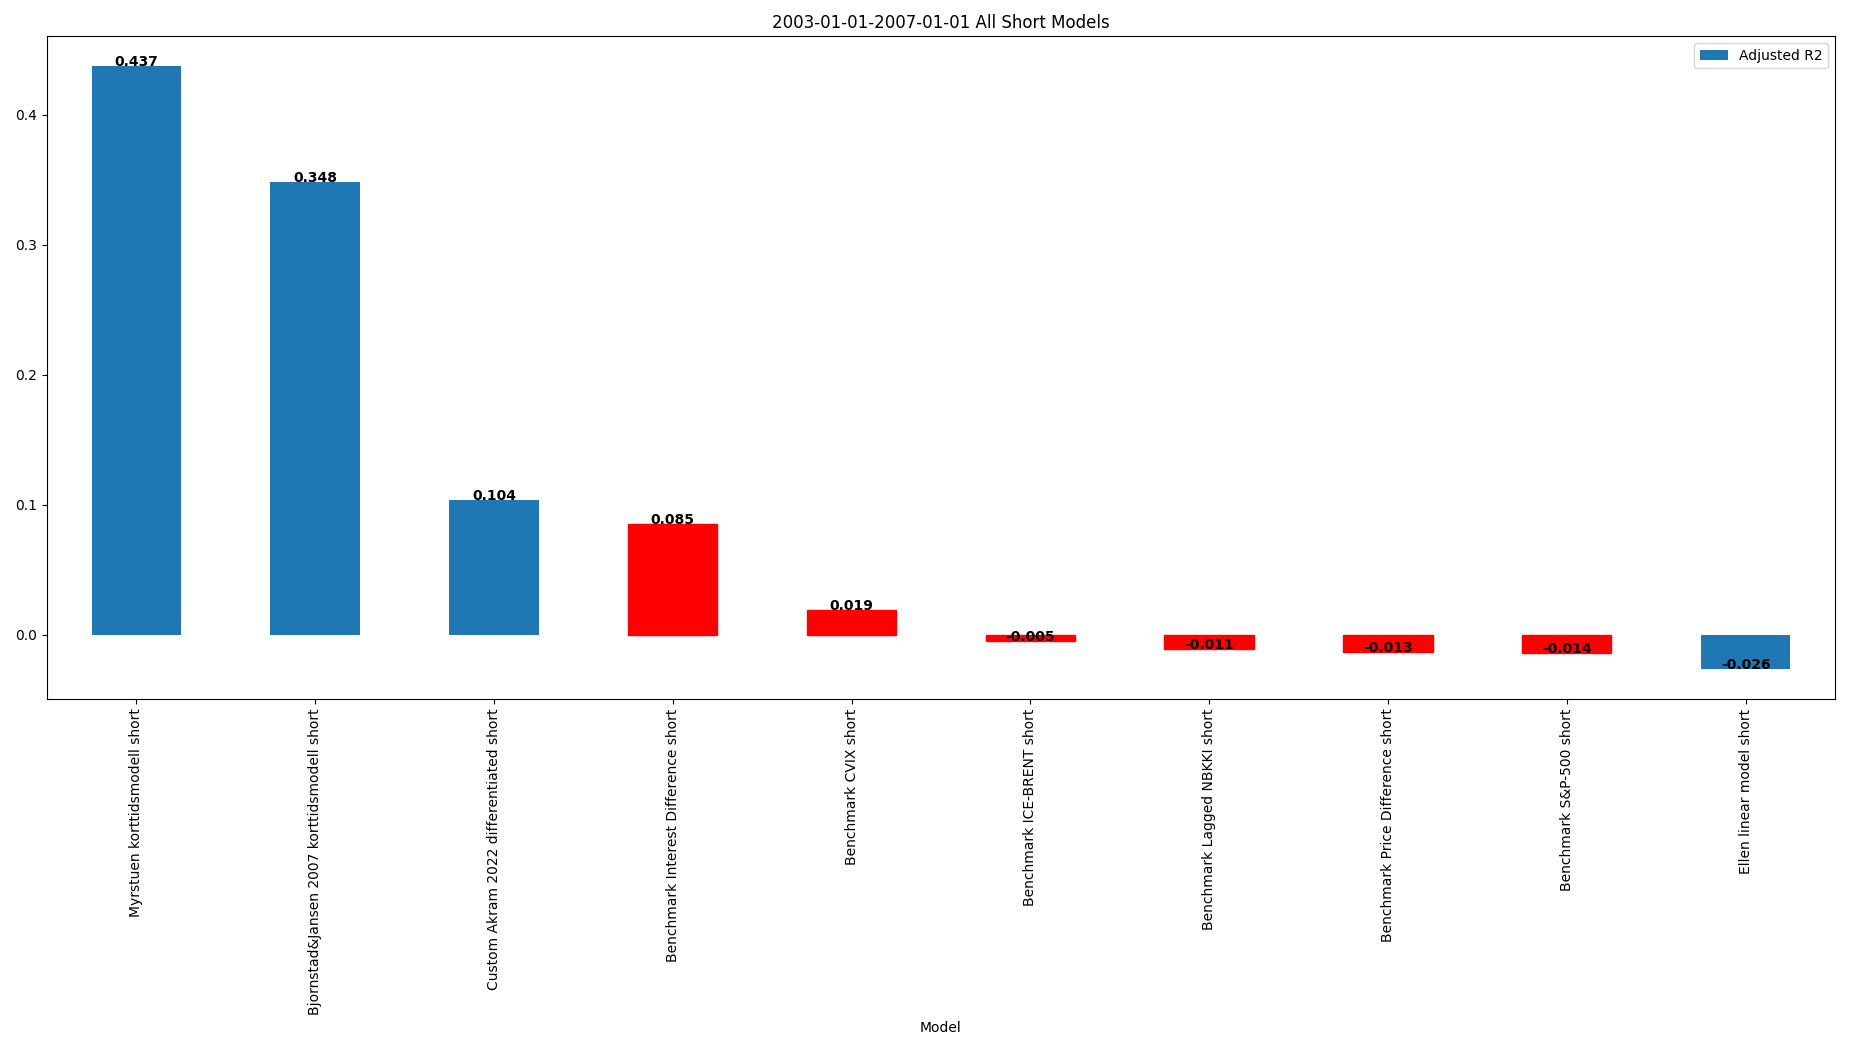 2003-01-01-2007-01-01 All Short Models
Adjusted R2
0.4
0.3
0.2
0.1
0.0
0.437
0.348
0.104
0.085
0.019
-0.005
-0.011
-0.013
-0.014
-0.026
Myrstuen korttidsmodell short
Bjornstad&Jansen 2007 korttidsmodell short
Custom Akram 2022 differentiated short
Benchmark Interest Difference short
Benchmark CVIX short
Benchmark ICE-BRENT short
Benchmark Lagged NBKKI short
Benchmark Price Difference short
Benchmark S&P-500 short
Ellen linear model short
Model